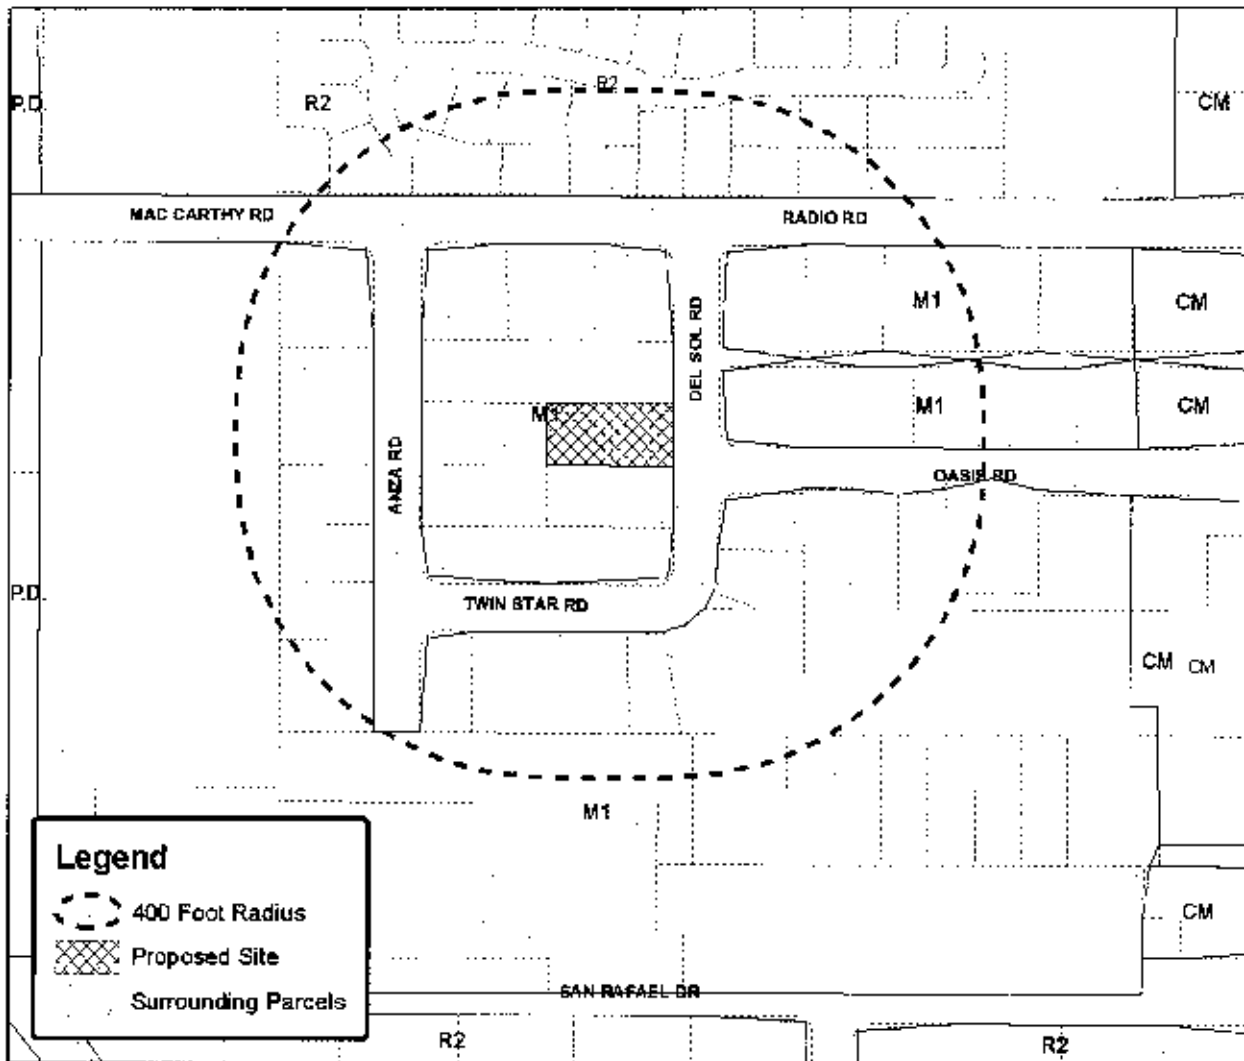 R2
P.D.
R2
CM
MAC CARTHY RD
RADIO RD
M1
CM
DEL SOL RD
M1
CM
M1
ANZA RD
OASIS RD
P.D.
TWIN STAR RD
CM
CM
M1
Legend
400 Foot Radius
Proposed Site
Surrounding Parcels
CM
SAN RAFAEL DR
R2
R2